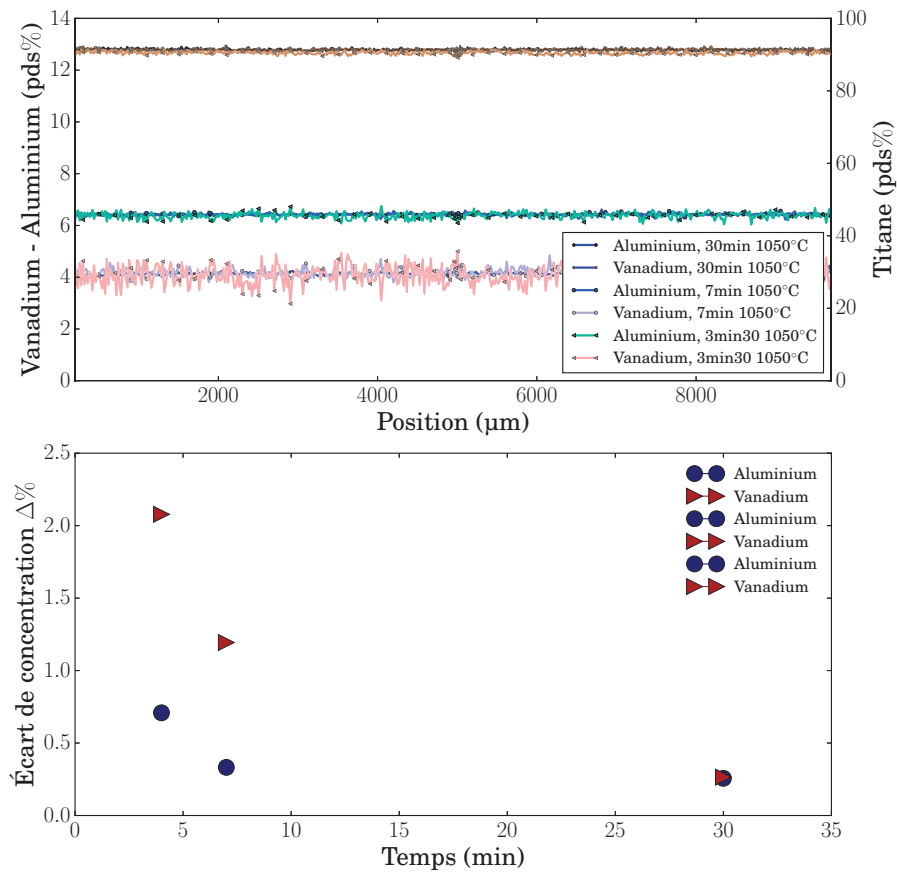 14
12
10
8
6
4
2
0
Vanadium - Aluminium (pds%)
100
80
60
40
20
0
Titane (pds%)
Aluminium, 30min 1050°C
Vanadium, 30min 1050°C
Aluminium, 7min 1050°C
Vanadium, 7min 1050°C
Aluminium, 3min30 1050°C
Vanadium, 3min30 1050°C
2000 4000 6000 8000
Position (µm)
2.5
2.0
1.5
1.0
0.5
0.0
Écart de concentration Δ%
Aluminium
Vanadium
Aluminium
Vanadium
Aluminium
Vanadium
0 5 10 15 20 25 30 35
Temps (min)